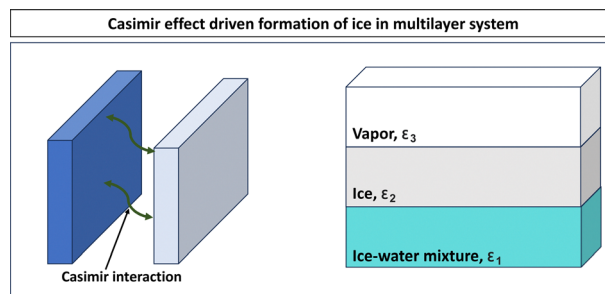 Casimir effect driven formation of ice in multilayer system
Casimir interaction
Vapor, ε₃
Ice, ε₂
Ice-water mixture, ε₁